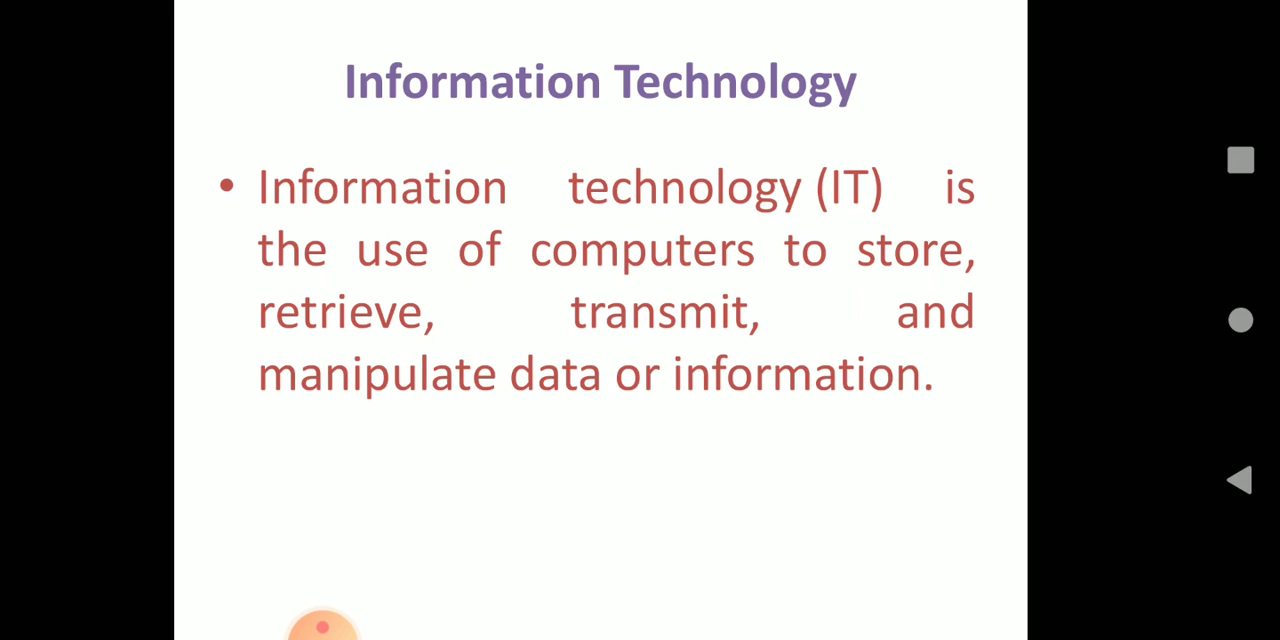 Information Technology
• Information technology (IT) is
the use of computers to store,
retrieve, transmit, and
manipulate data or information.